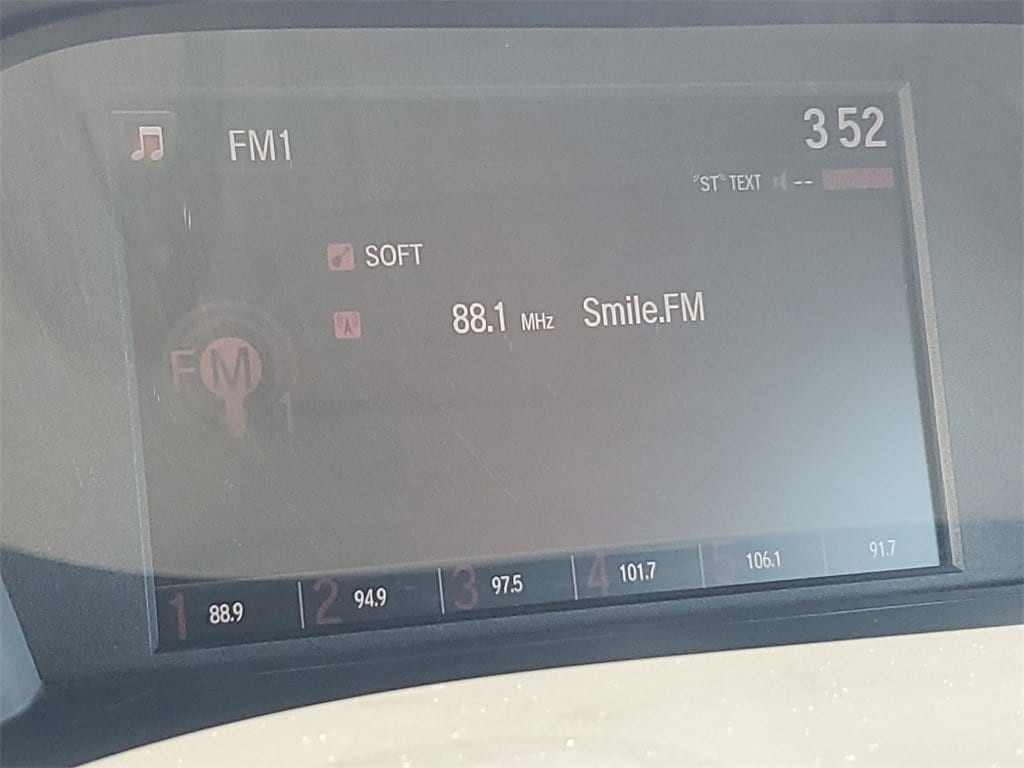 FM1 3 52
ST TEXT --
SOFT
88.1 MHz Smile.FM
FM 1
1 88.9 2 94.9 3 97.5 4 101.7 5 106.1 91.7